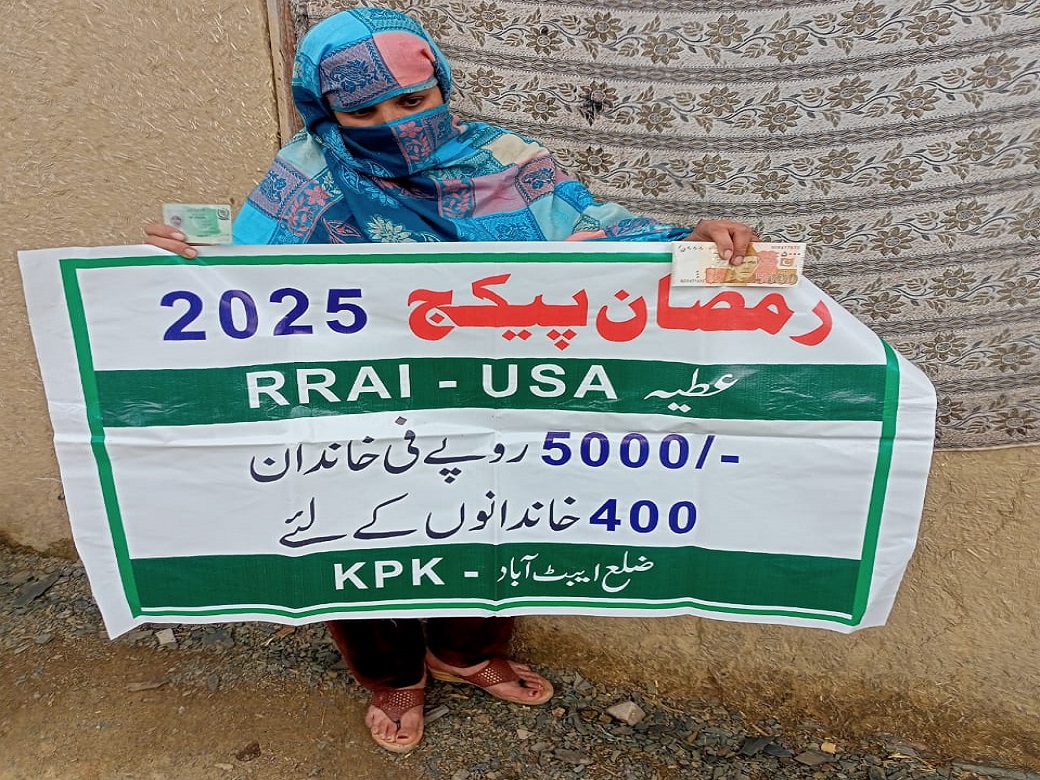 رمضان پیکج 2025
عطیہ RRAI - USA
5000/- روپے فی خاندان
400 خاندانوں کے لئے
ضلع ایبٹ آباد - KPK